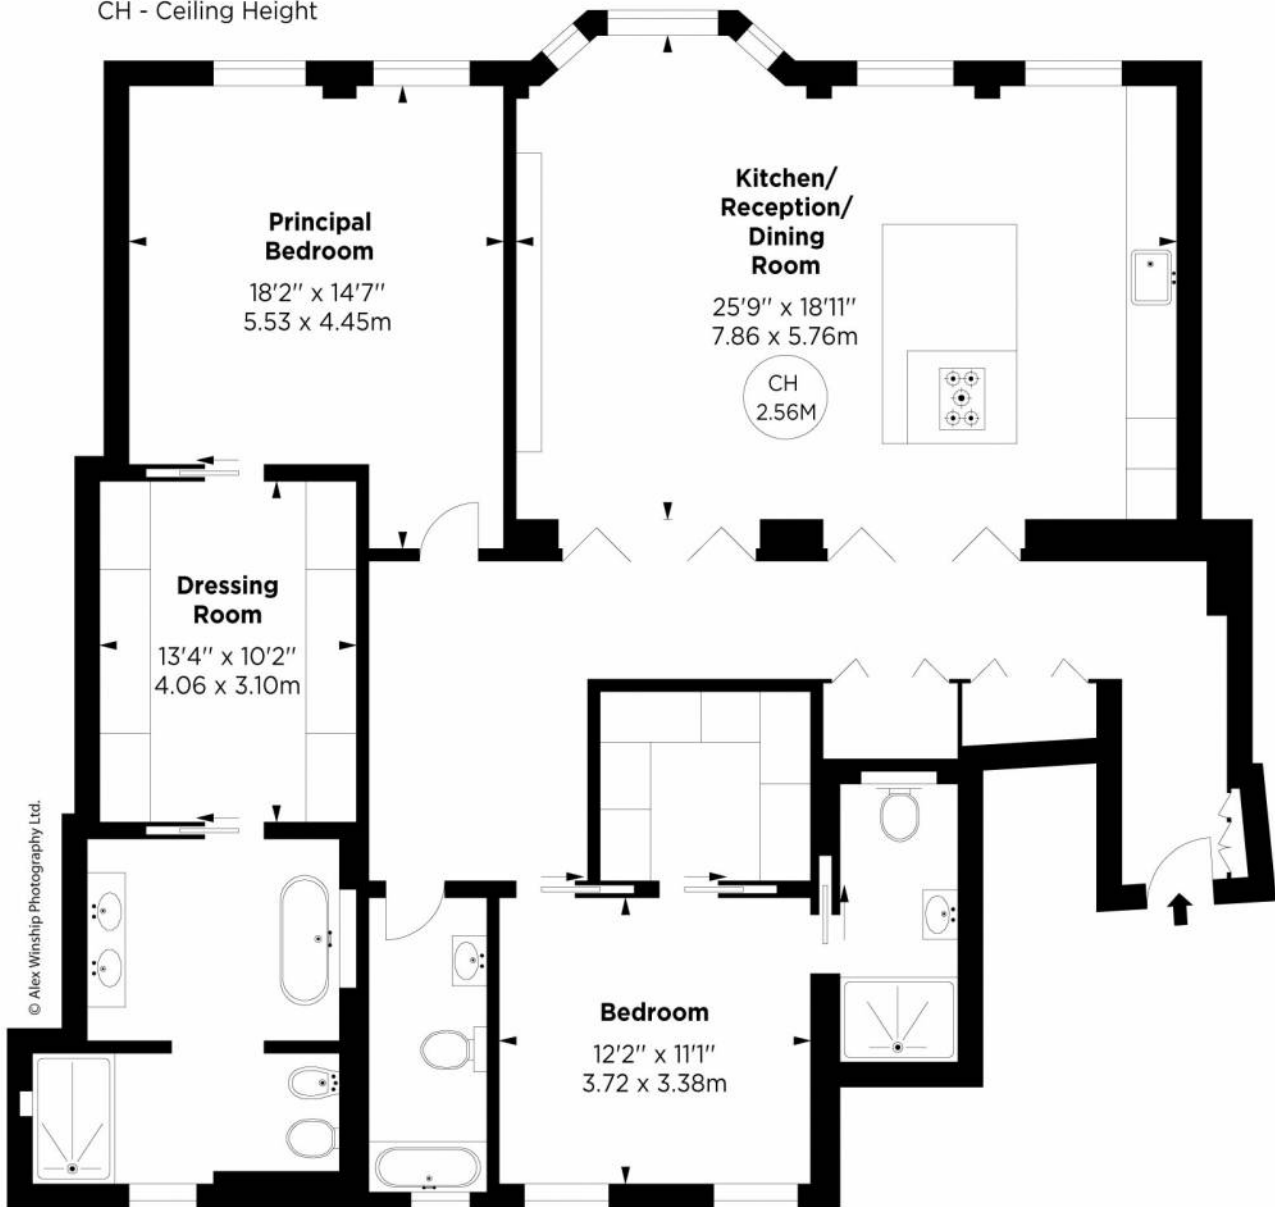 CH - Ceiling Height
Principal
Bedroom
18'2" x 14'7"
5.53 x 4.45m
Kitchen/
Reception/
Dining
Room
25'9" x 18'11"
7.86 x 5.76m
CH
2.56M
Dressing
Room
13'4" x 10'2"
4.06 x 3.10m
Bedroom
12'2" x 11'1"
3.72 x 3.38m
© Alex Winship Photography Ltd.